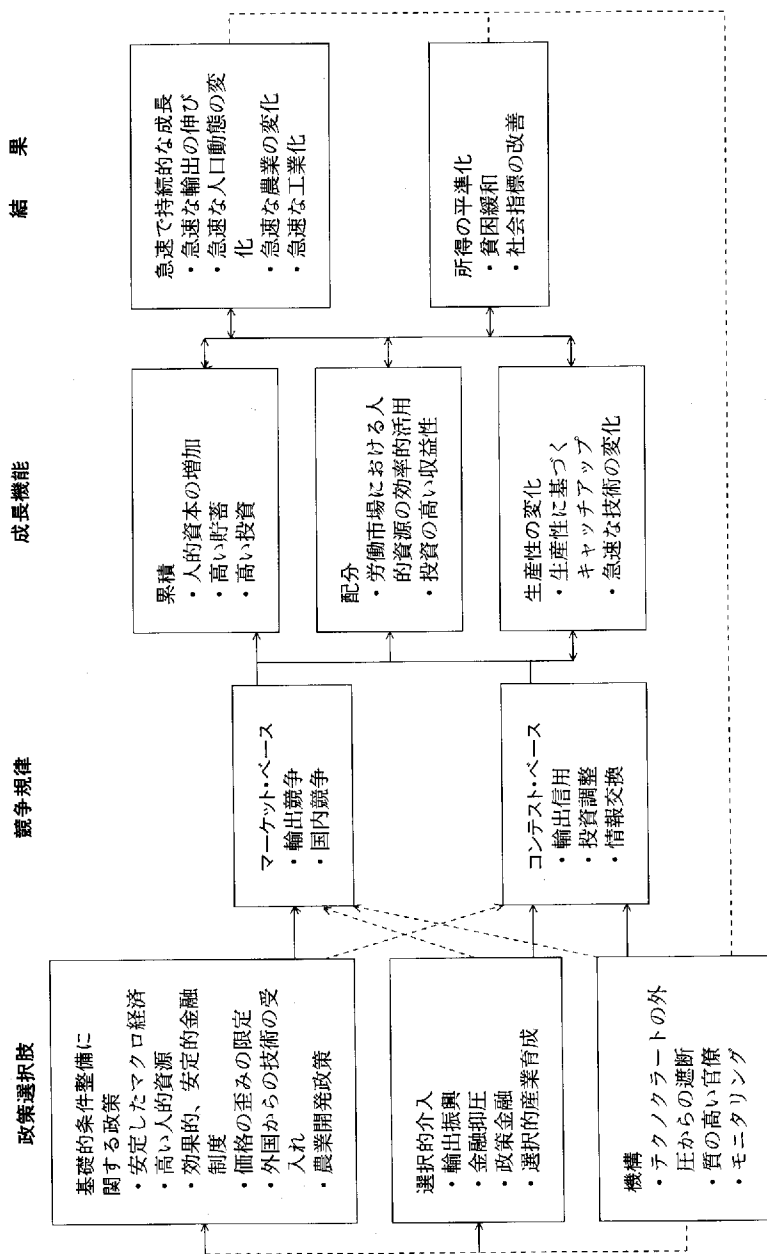 政策選択肢
基礎的条件整備に
関する政策
・安定したマクロ経済
・高い人的資源
・効果的、安定的金融
制度
・価格の歪みの限定
・外国からの技術の受
入れ
・農業開発政策
選択的介入
・輸出振興
・金融抑圧
・政策金融
・選択的産業育成
機構
・テクノクラートの外
圧からの遮断
・質の高い官僚
・モニタリング
競争規律
マーケット・ベース
・輸出競争
・国内競争
コンテスト・ベース
・輸出信用
・投資調整
・情報交換
成長機能
累積
・人的資本の増加
・高い貯蓄
・高い投資
配分
・労働市場における人
的資源の効率的活用
・投資の高い収益性
生産性の変化
・生産性に基づく
キャッチアップ
・急速な技術の変化
結 果
急速で持続的な成長
・急速な輸出の伸び
・急速な人口動態の変
化
・急速な農業の変化
・急速な工業化
所得の平準化
・貧困緩和
・社会指標の改善